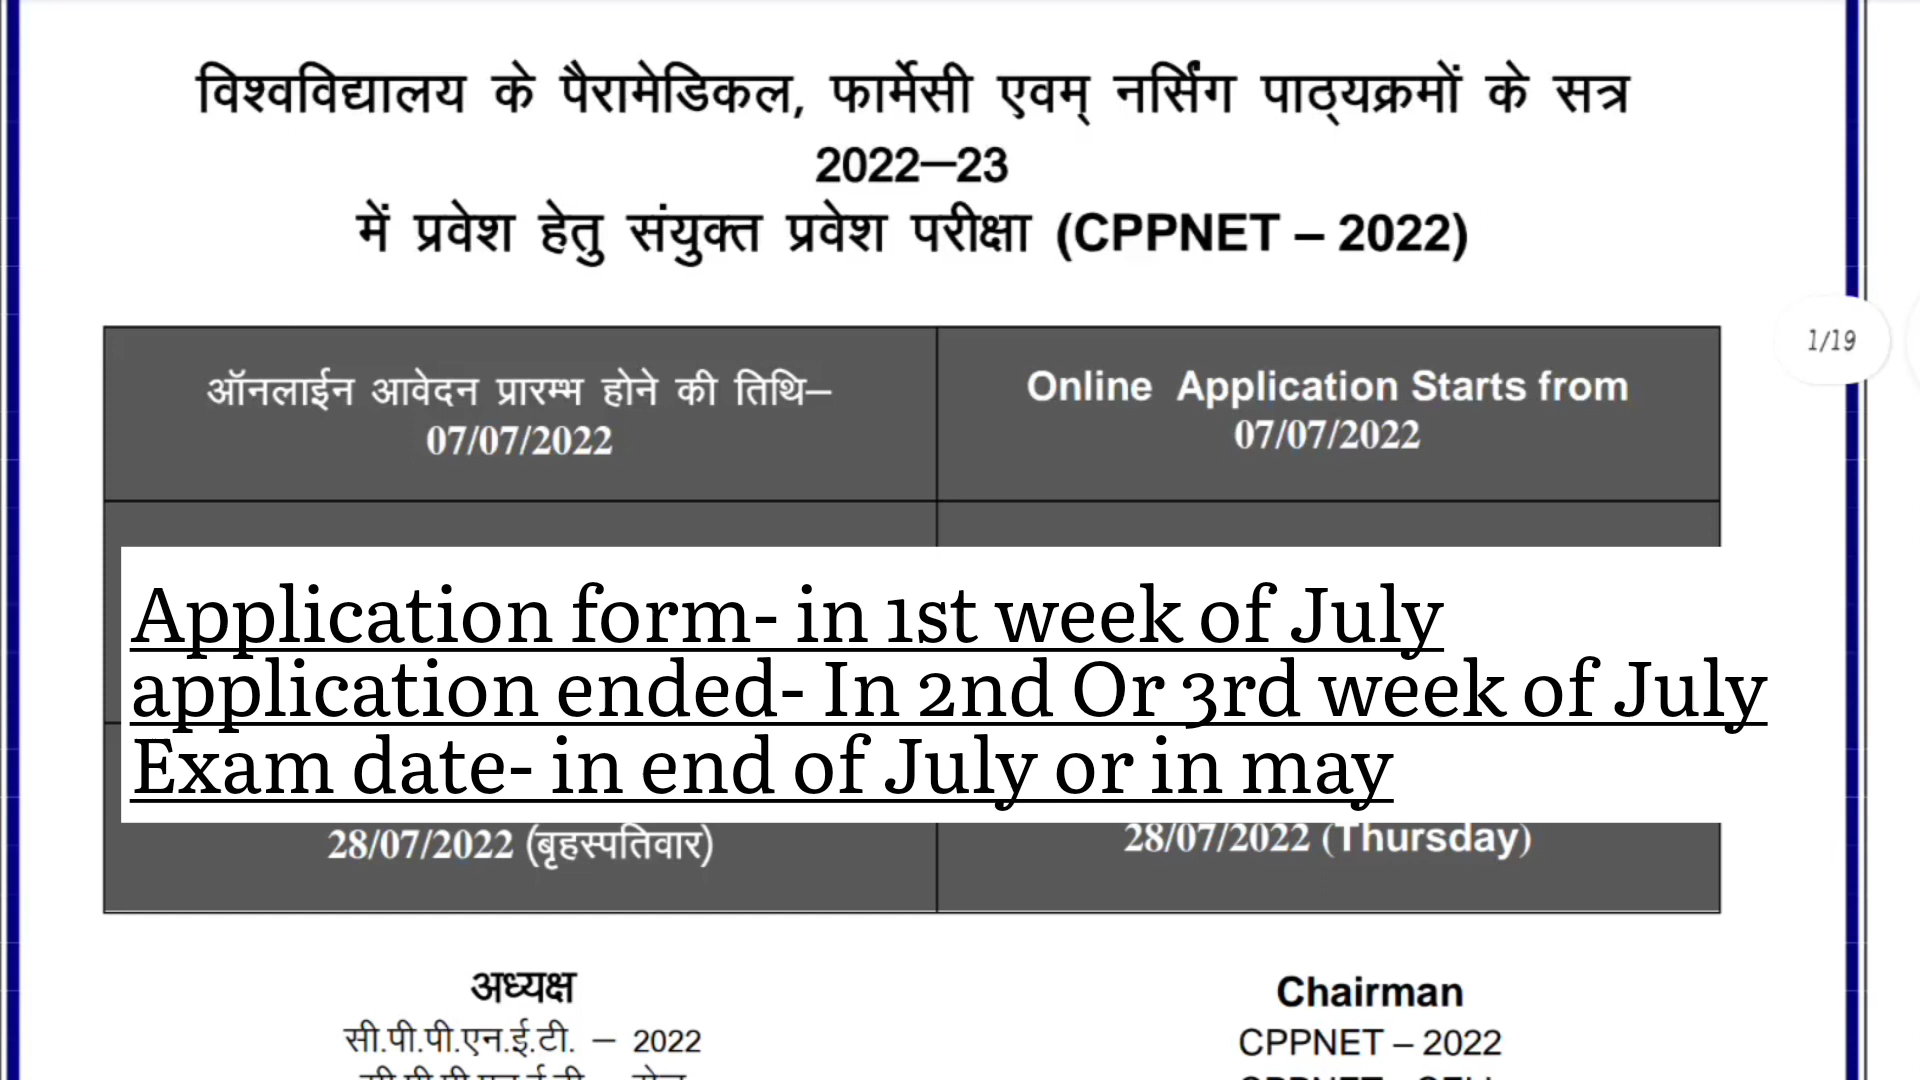 विश्वविद्यालय के पैरामेडिकल, फार्मेसी एवम् नर्सिंग पाठ्यक्रमों के सत्र
2022–23
में प्रवेश हेतु संयुक्त प्रवेश परीक्षा (CPPNET – 2022)
1/19
ऑनलाईन आवेदन प्रारम्भ होने की तिथि–
07/07/2022
Online Application Starts from
07/07/2022
Application form- in 1st week of July
application ended- In 2nd Or 3rd week of July
Exam date- in end of July or in may
28/07/2022 (बृहस्पतिवार)
28/07/2022 (Thursday)
अध्यक्ष
सी.पी.पी.एन.ई.टी. – 2022
Chairman
CPPNET – 2022